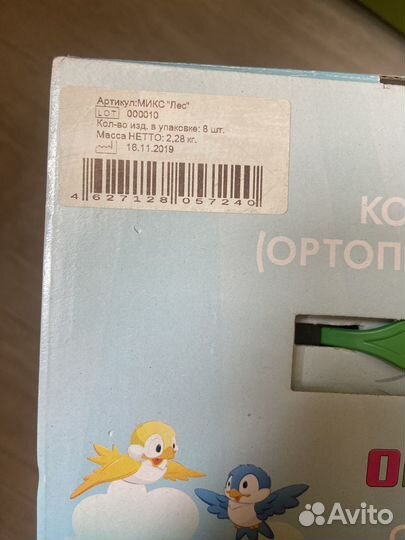 Артикул:МИКС "Лес"
LOT 000010
Кол-во изд. в упаковке: 8 шт.
Масса НЕТТО: 2,28 кг.
18.11.2019
4 627128 057240
КО
(ОРТОП
О
Avito